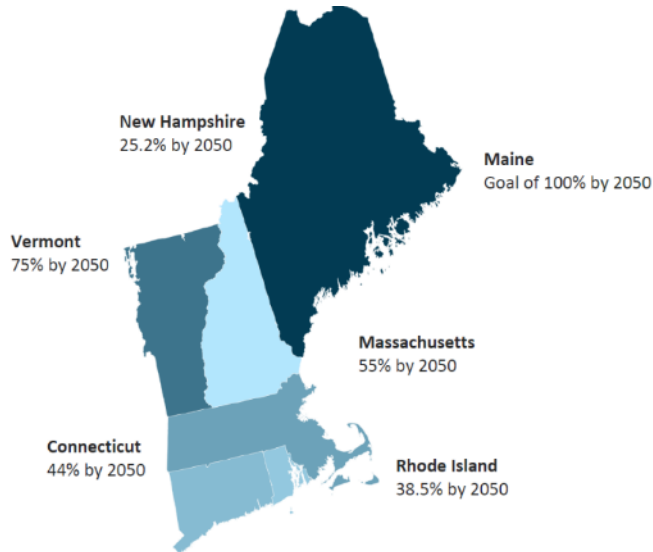 New Hampshire
25.2% by 2050
Maine
Goal of 100% by 2050
Vermont
75% by 2050
Massachusetts
55% by 2050
Connecticut
44% by 2050
Rhode Island
38.5% by 2050